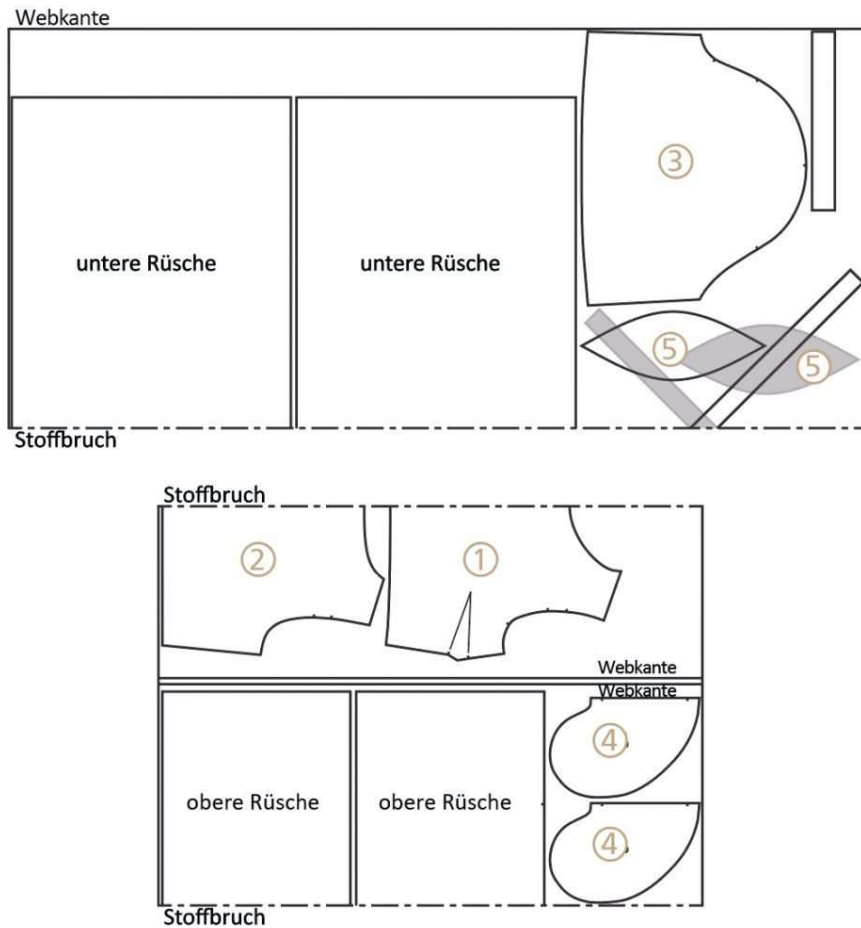 Webkante
③
untere Rüsche
untere Rüsche
⑤
⑤
Stoffbruch
Stoffbruch
②
①
Webkante
Webkante
④
obere Rüsche
obere Rüsche
④
Stoffbruch